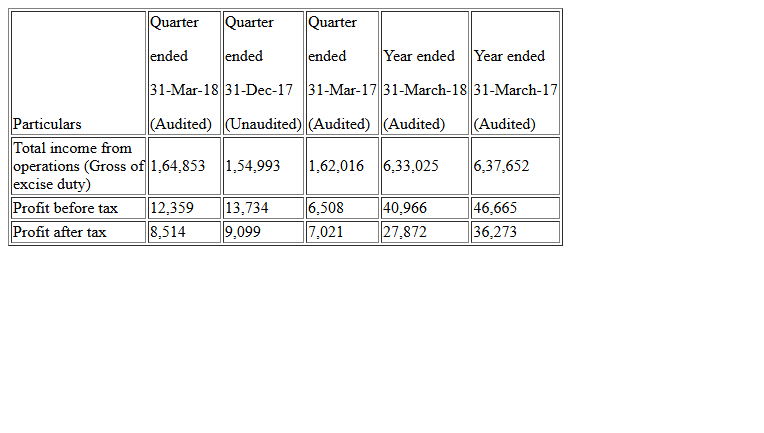 Particulars
Quarter
ended
31-Mar-18
(Audited)
Quarter
ended
31-Dec-17
(Unaudited)
Quarter
ended
31-Mar-17
(Audited)
Year ended
31-March-18
(Audited)
Year ended
31-March-17
(Audited)
Total income from
operations (Gross of
excise duty)
1,64,853
1,54,993
1,62,016
6,33,025
6,37,652
Profit before tax
12,359
13,734
6,508
40,966
46,665
Profit after tax
8,514
9,099
7,021
27,872
36,273